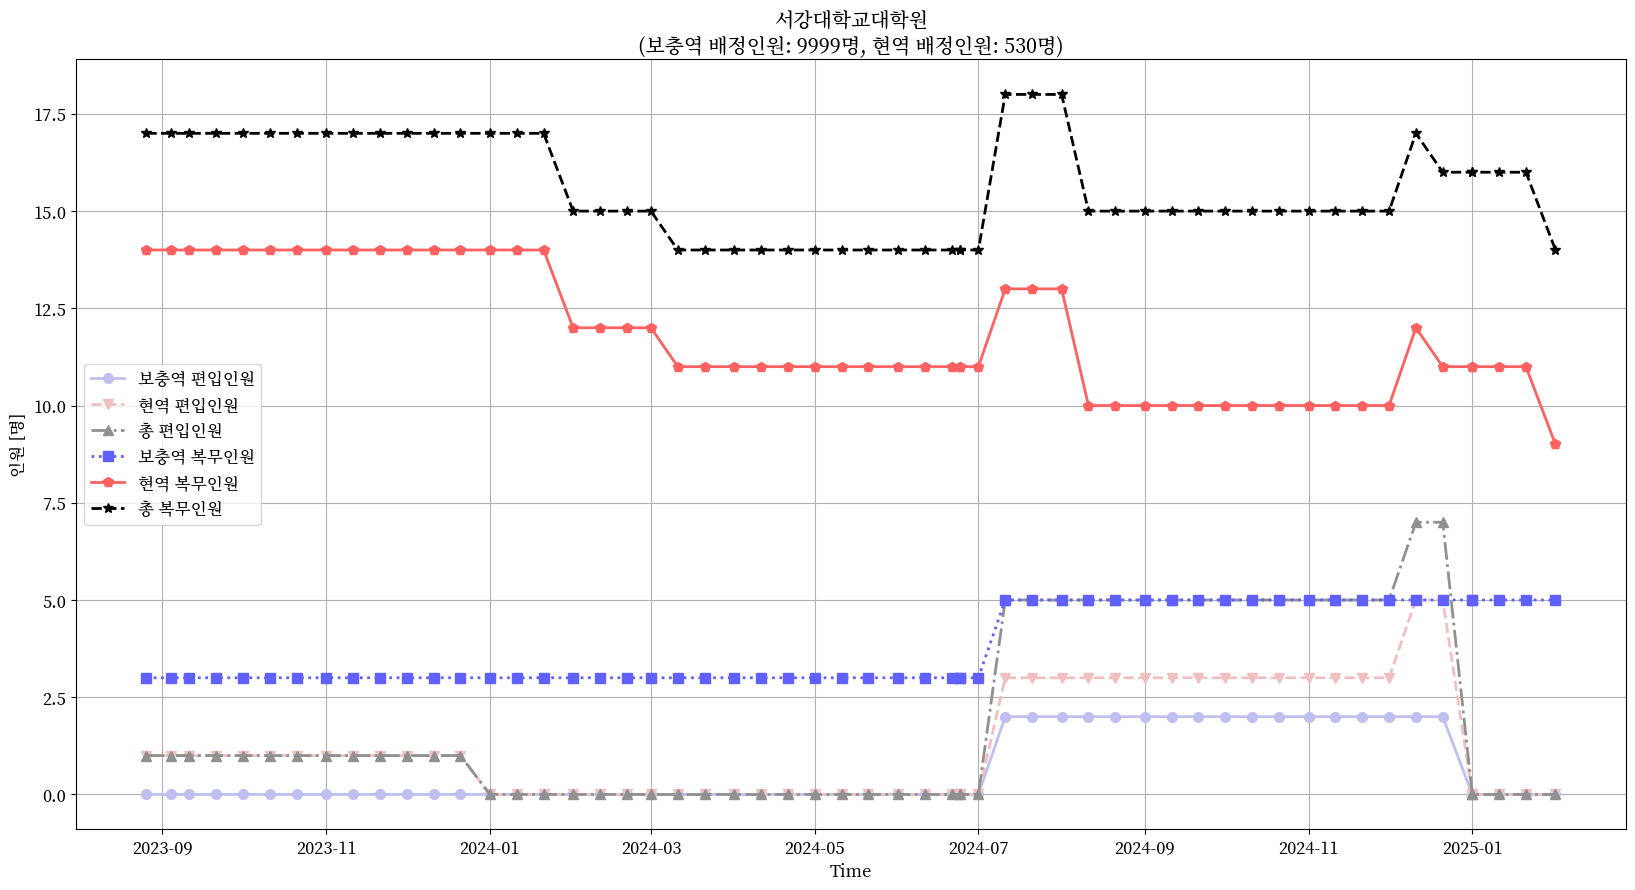 서강대학교대학원
(보충역 배정인원: 9999명, 현역 배정인원: 530명)
17.5
15.0
12.5
10.0
7.5
5.0
2.5
0.0
인원 [명]
보충역 편입인원
현역 편입인원
총 편입인원
보충역 복무인원
현역 복무인원
총 복무인원
2023-09 2023-11 2024-01 2024-03 2024-05 2024-07 2024-09 2024-11 2025-01
Time